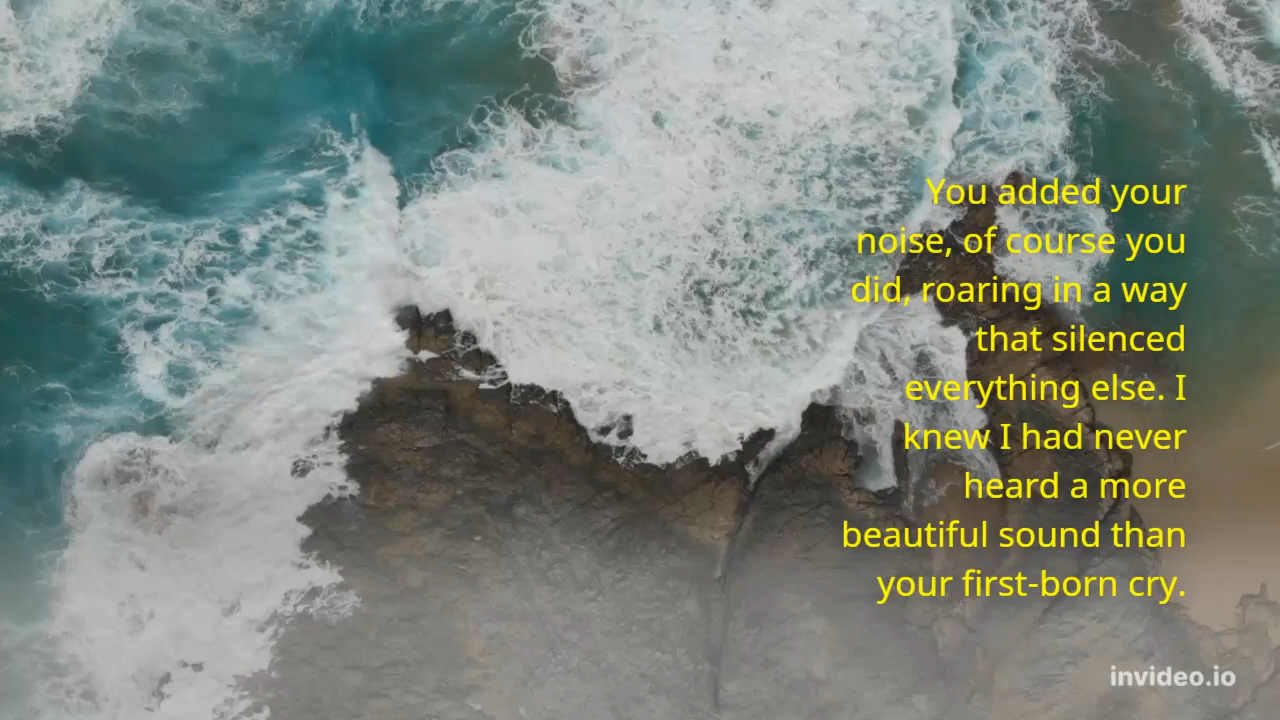 You added your
noise, of course you
did, roaring in a way
that silenced
everything else. I
knew I had never
heard a more
beautiful sound than
your first-born cry.
invideo.io